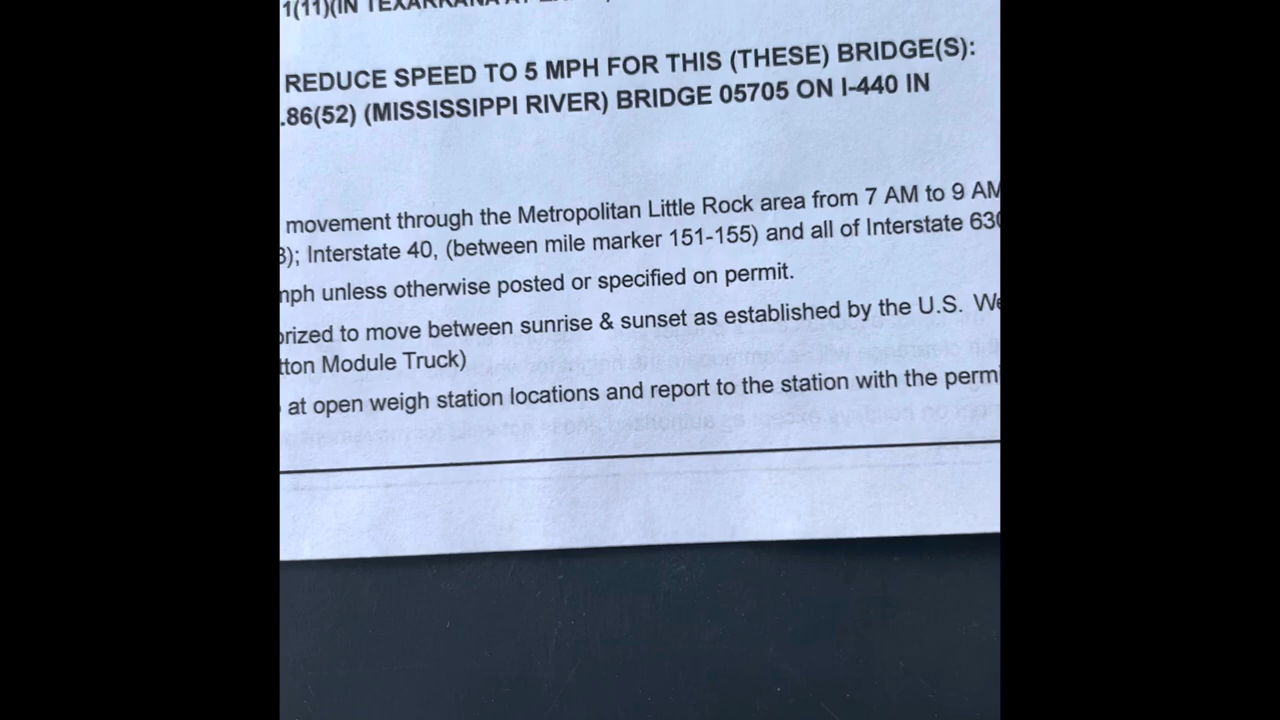 1(11)(IN TEXARKANA AT
REDUCE SPEED TO 5 MPH FOR THIS (THESE) BRIDGE(S):
.86(52) (MISSISSIPPI RIVER) BRIDGE 05705 ON I-440 IN
movement through the Metropolitan Little Rock area from 7 AM to 9 AM
); Interstate 40, (between mile marker 151-155) and all of Interstate 630
mph unless otherwise posted or specified on permit.
orized to move between sunrise & sunset as established by the U.S. We
tton Module Truck)
at open weigh station locations and report to the station with the permi